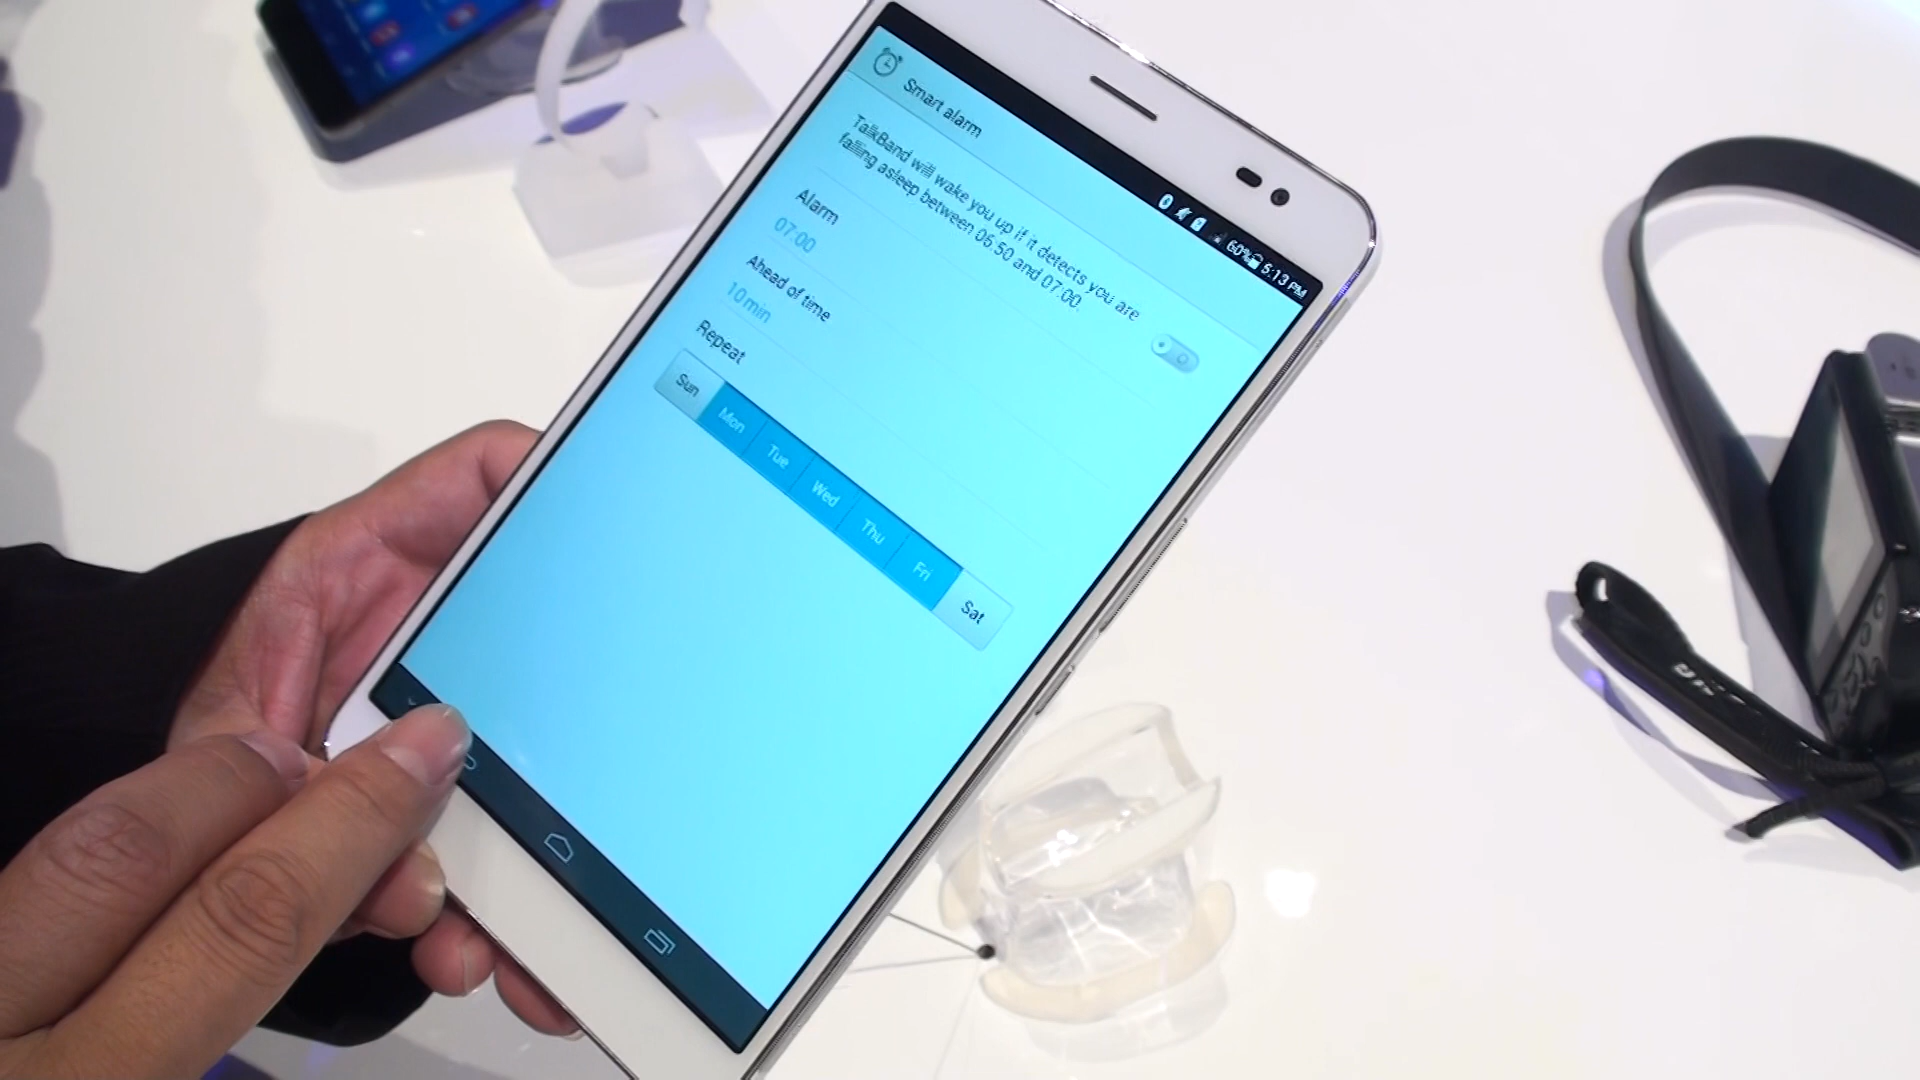 60% 5:13 PM
Smart alarm
TalkBand will wake you up if it detects you are
falling asleep between 06:50 and 07:00.
Alarm
07:00
Ahead of time
10min
Repeat
Sun Mon Tue Wed Thu Fri Sat